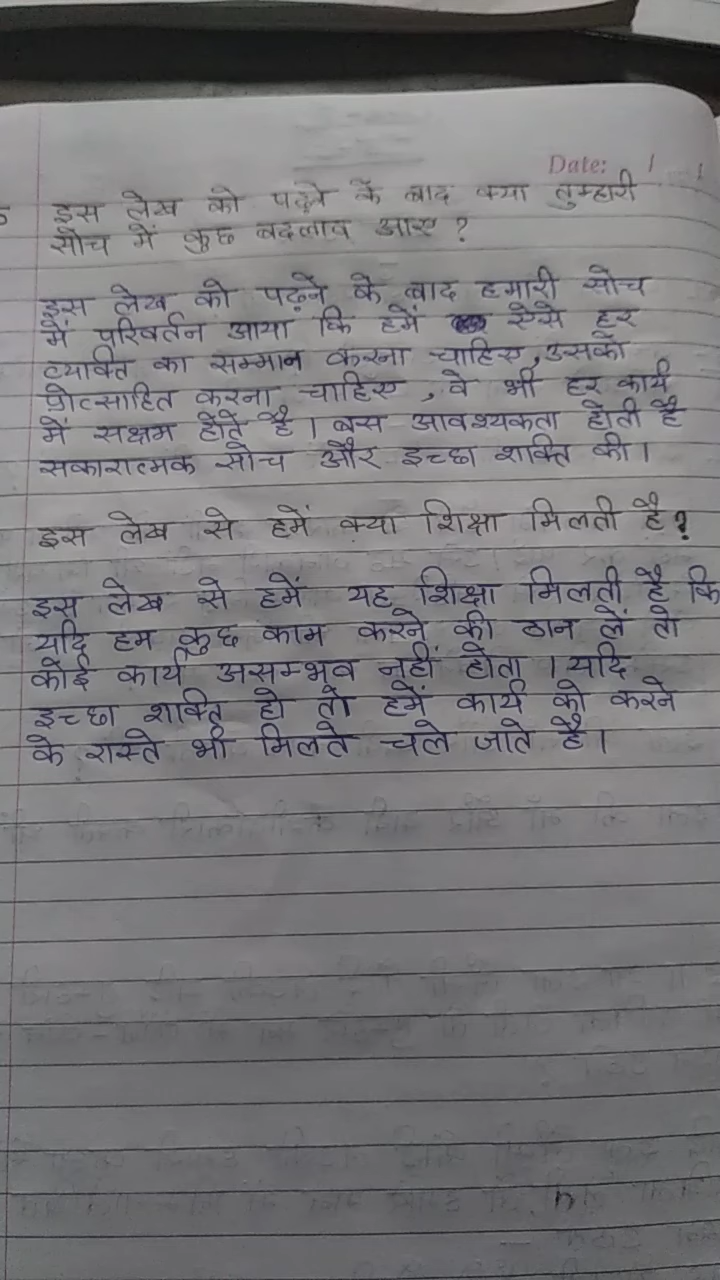 Date: / /
इस लेख को पढ़ने के बाद क्या तुम्हारी
सोच में कुछ बदलाव आए ?
इस लेख को पढ़ने के बाद हमारी सोच
में परिवर्तन आया कि हमें ऐसे हर
व्यक्ति का सम्मान करना चाहिए, उसको
प्रोत्साहित करना चाहिए, वे भी हर कार्य
में सक्षम होते है। बस आवश्यकता होती है
सकारात्मक सोच और इच्छा शक्ति की।
इस लेख से हमें क्या शिक्षा मिलती है?
इस लेख से हमें यह शिक्षा मिलती है कि
यदि हम कुछ काम करने की ठान लें तो
कोई कार्य असम्भव नहीं होता। यदि
इच्छा शक्ति हो तो हमें कार्य को करने
के रास्ते भी मिलते चले जाते है।